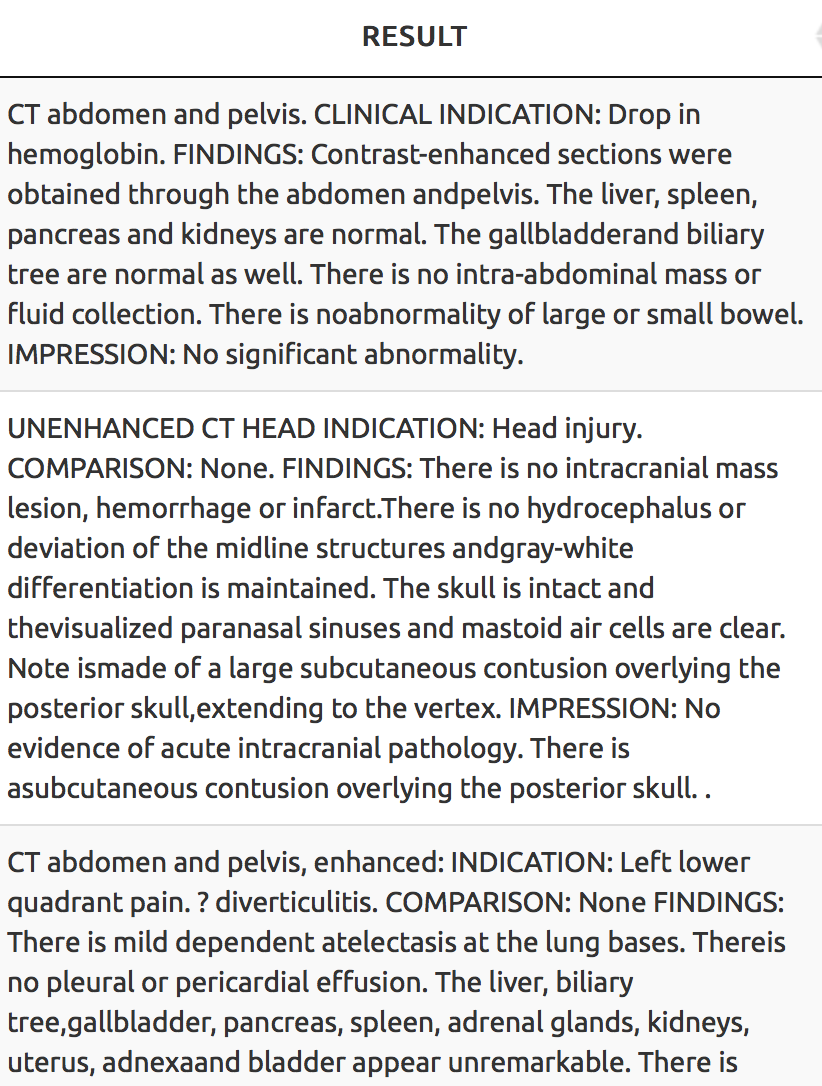 RESULT
CT abdomen and pelvis. CLINICAL INDICATION: Drop in
hemoglobin. FINDINGS: Contrast-enhanced sections were
obtained through the abdomen andpelvis. The liver, spleen,
pancreas and kidneys are normal. The gallbladderand biliary
tree are normal as well. There is no intra-abdominal mass or
fluid collection. There is noabnormality of large or small bowel.
IMPRESSION: No significant abnormality.
UNENHANCED CT HEAD INDICATION: Head injury.
COMPARISON: None. FINDINGS: There is no intracranial mass
lesion, hemorrhage or infarct.There is no hydrocephalus or
deviation of the midline structures andgray-white
differentiation is maintained. The skull is intact and
thevisualized paranasal sinuses and mastoid air cells are clear.
Note ismade of a large subcutaneous contusion overlying the
posterior skull,extending to the vertex. IMPRESSION: No
evidence of acute intracranial pathology. There is
asubcutaneous contusion overlying the posterior skull. .
CT abdomen and pelvis, enhanced: INDICATION: Left lower
quadrant pain. ? diverticulitis. COMPARISON: None FINDINGS:
There is mild dependent atelectasis at the lung bases. Thereis
no pleural or pericardial effusion. The liver, biliary
tree,gallbladder, pancreas, spleen, adrenal glands, kidneys,
uterus, adnexaand bladder appear unremarkable. There is